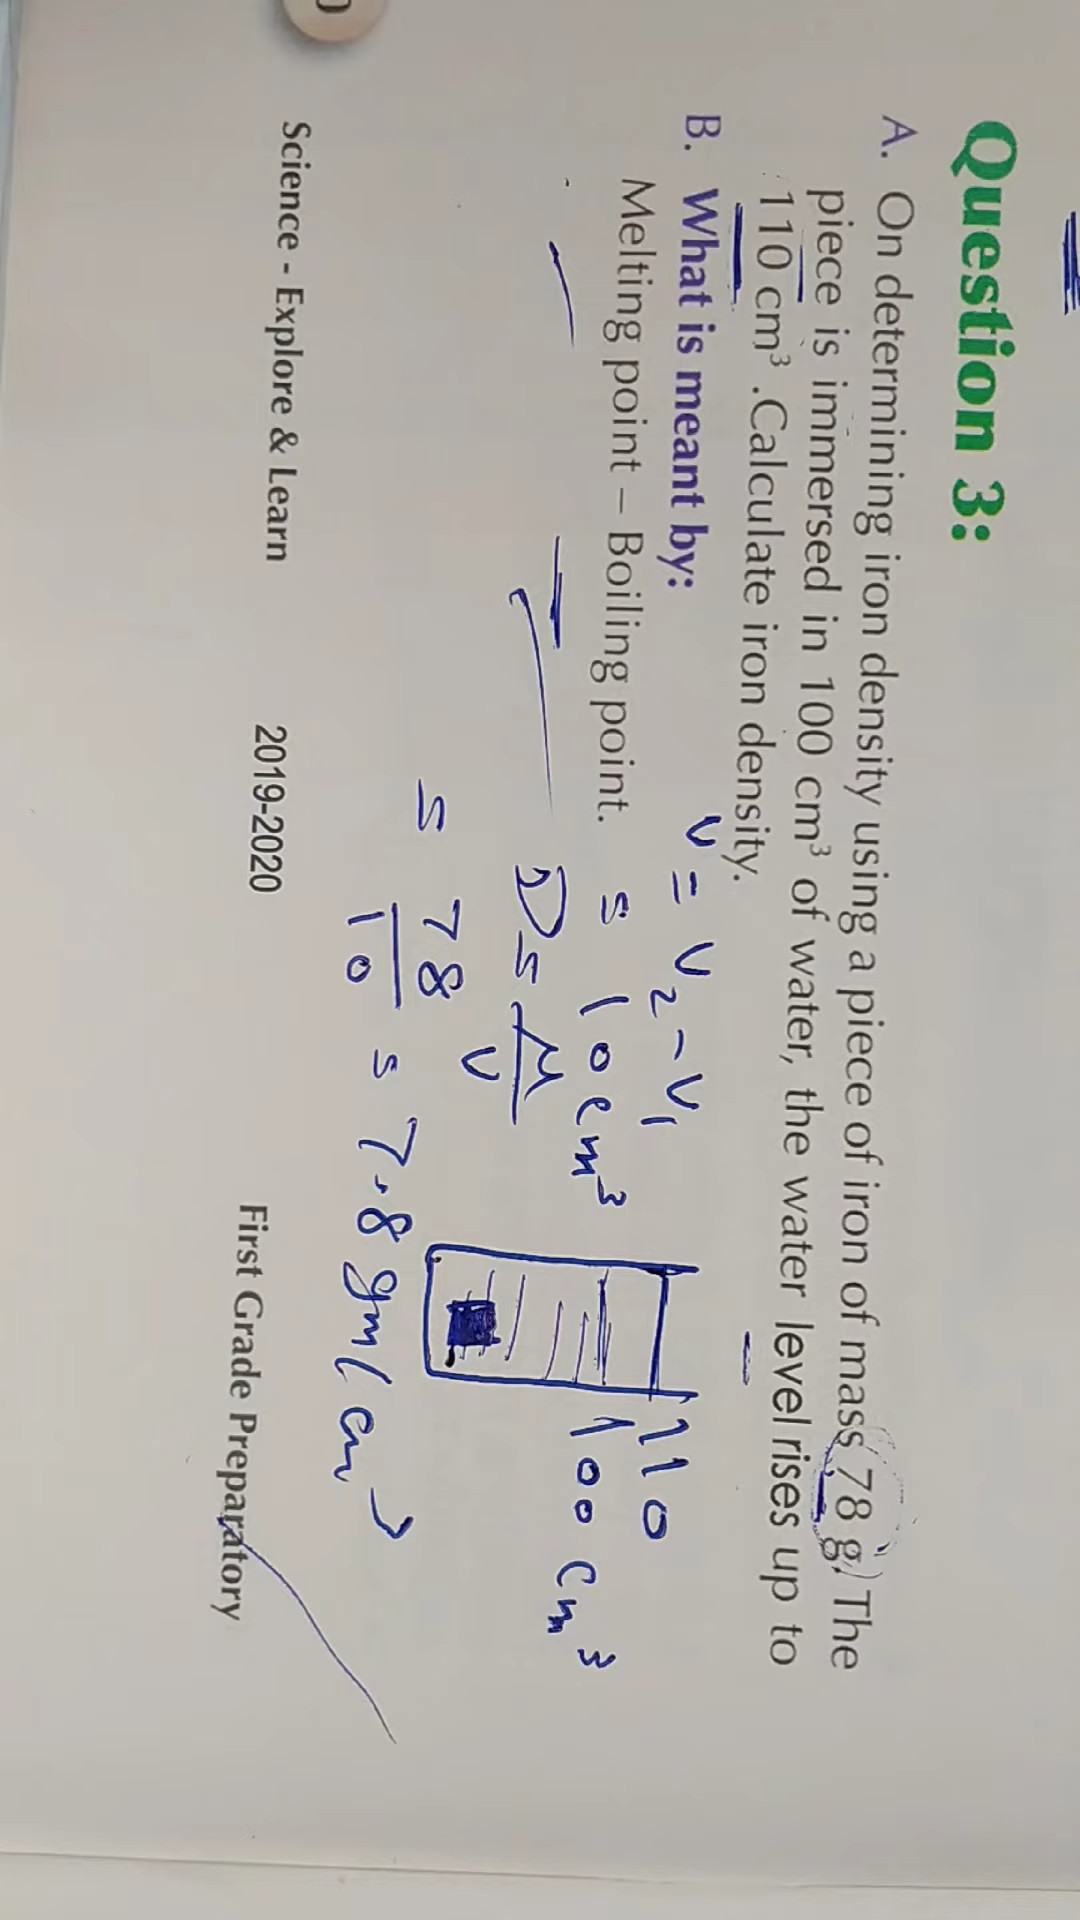 Question 3:
A. On determining iron density using a piece of iron of mass 78 g. The
piece is immersed in 100 cm³ of water, the water level rises up to
110 cm³ .Calculate iron density.
B. What is meant by:
Melting point – Boiling point.
v = v₂ - v₁
= 10 cm³
D = M/V
= 78/10 = 7.8 gm/cm³
110
100 cm³
Science - Explore & Learn
2019-2020
First Grade Preparatory